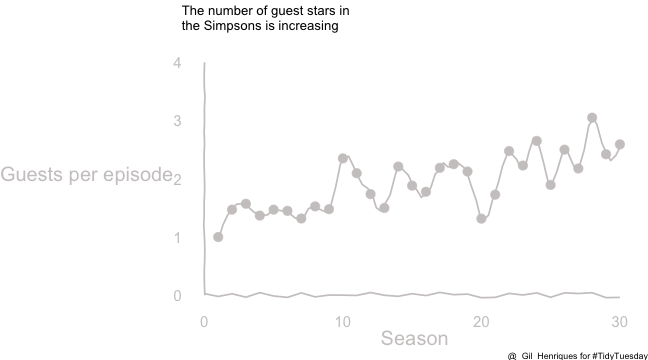 The number of guest stars in
the Simpsons is increasing
4
3
Guests per episode
2
1
0
0 10 20 30
Season
@ Gil Henriques for #TidyTuesday